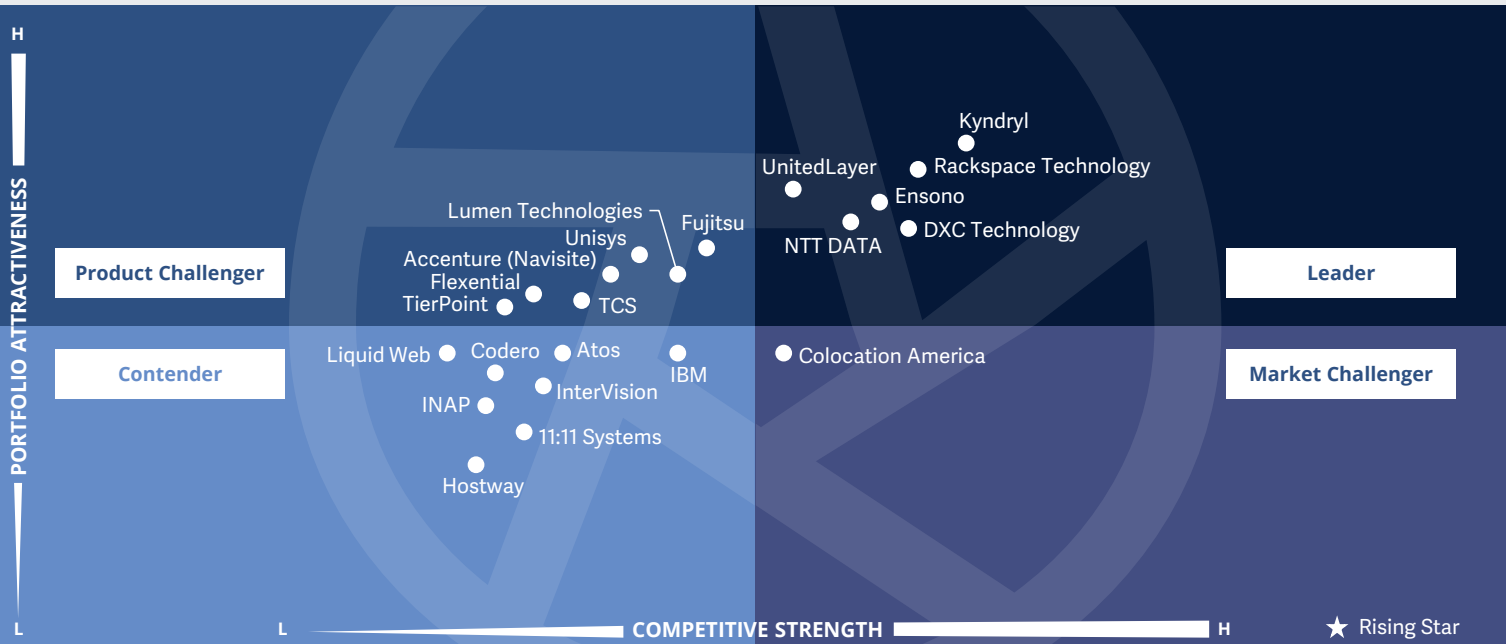 H
Kyndryl
UnitedLayer
Rackspace Technology
Ensono
Lumen Technologies
Fujitsu
DXC Technology
Unisys
NTT DATA
Accenture (Navisite)
Product Challenger
Leader
Flexential
TierPoint
TCS
PORTFOLIO ATTRACTIVENESS
Liquid Web
Codero
Atos
Colocation America
Contender
IBM
Market Challenger
InterVision
INAP
11:11 Systems
Hostway
L
L
COMPETITIVE STRENGTH
H
Rising Star